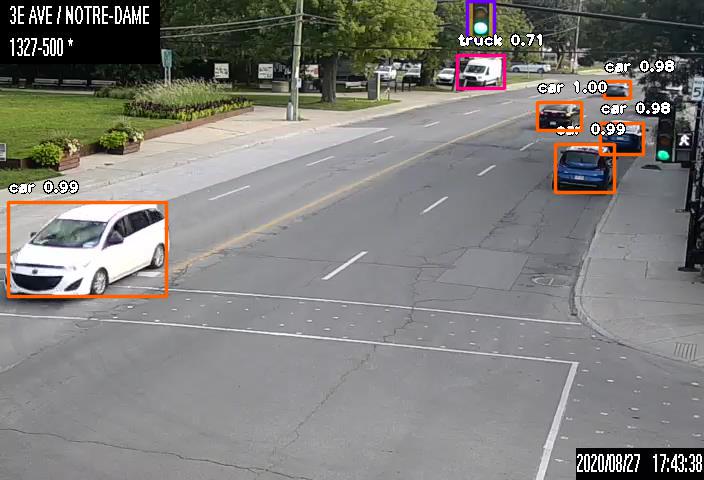 3E AVE / NOTRE-DAME
1327-500 *
truck 0.71
car 0.98
car 1.00
car 0.98
car 0.99
car 0.99
2020/08/27 17:43:38